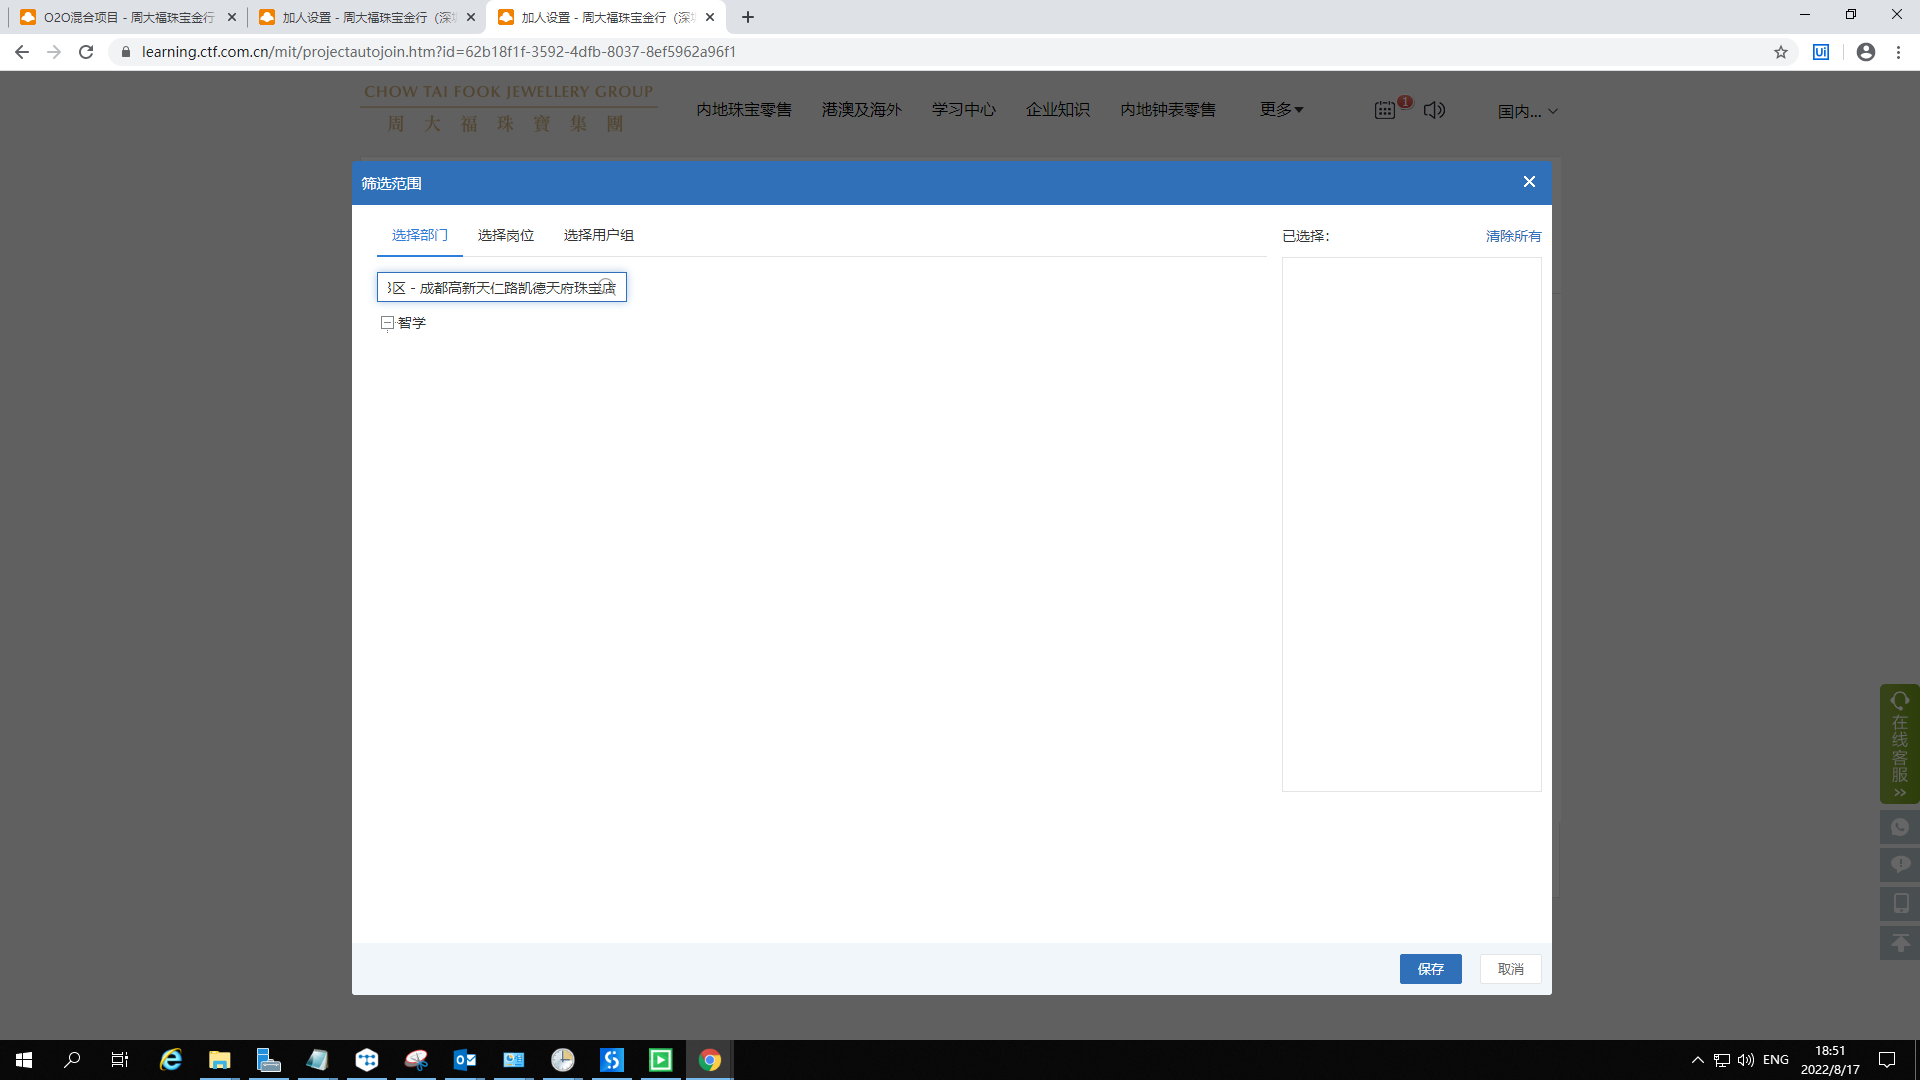 O2O混合项目 - 周大福珠宝金行
加人设置 - 周大福珠宝金行（深
加人设置 - 周大福珠宝金行（深
learning.ctf.com.cn/mit/projectautojoin.htm?id=62b18f1f-3592-4dfb-8037-8ef5962a96f1
CHOW TAI FOOK JEWELLERY GROUP
周大福珠寶集團
内地珠宝零售
港澳及海外
学习中心
企业知识
内地钟表零售
更多
1
国内...
筛选范围
选择部门
选择岗位
选择用户组
已选择：
清除所有
区 - 成都高新天仁路凯德天府珠宝店
智学
在线客服
保存
取消
ENG
18:51
2022/8/17